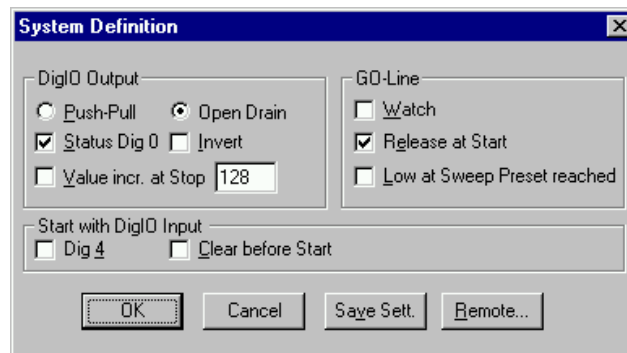 System Definition
DigIO Output
Push-Pull Open Drain
Status Dig 0 Invert
Value incr. at Stop 128
GO-Line
Watch
Release at Start
Low at Sweep Preset reached
Start with DigIO Input
Dig 4 Clear before Start
OK Cancel Save Sett. Remote...